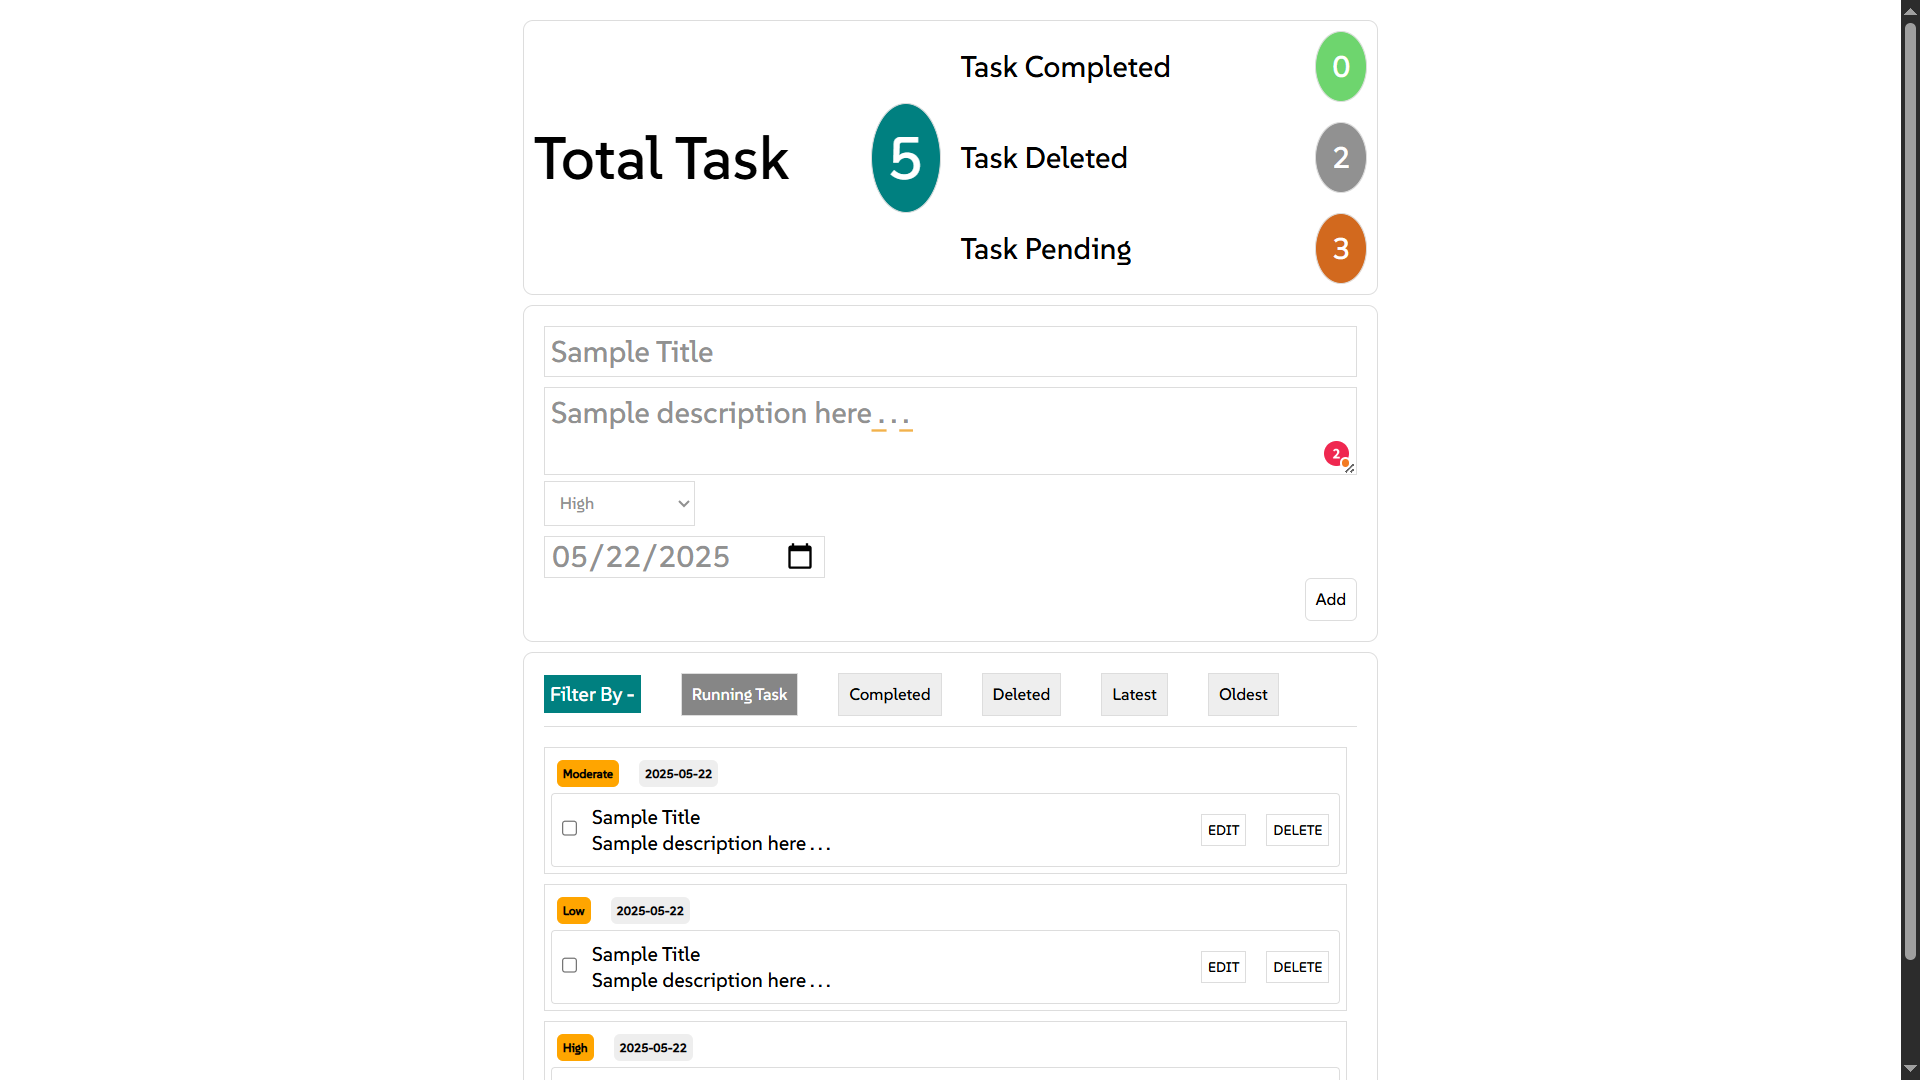 Total Task 5
Task Completed 0
Task Deleted 2
Task Pending 3
Sample Title
Sample description here . . .
2
High
05/22/2025
Add
Filter By - Running Task Completed Deleted Latest Oldest
Moderate 2025-05-22
Sample Title
Sample description here . . .
EDIT DELETE
Low 2025-05-22
Sample Title
Sample description here . . .
EDIT DELETE
High 2025-05-22